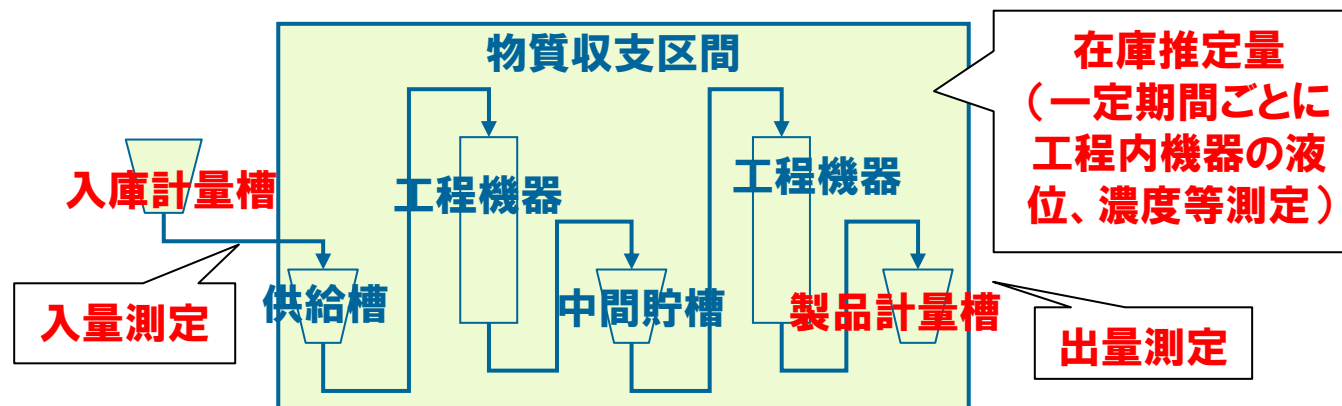 物質収支区間
在庫推定量
（一定期間ごとに
工程内機器の液
位、濃度等測定）
入庫計量槽
工程機器
工程機器
入量測定
供給槽
中間貯槽
製品計量槽
出量測定